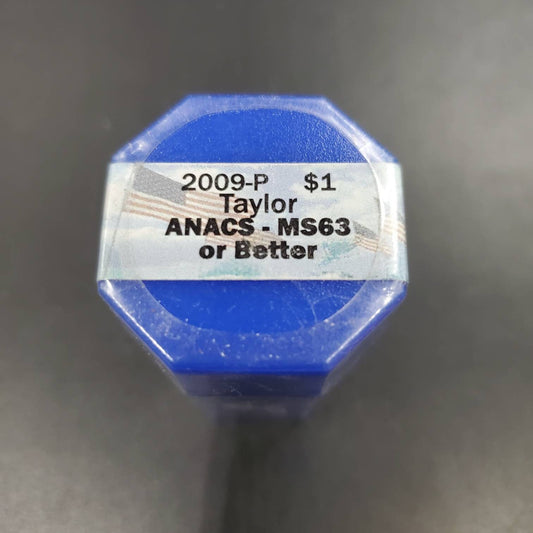 2009-P $1
Taylor
ANACS - MS63
or Better